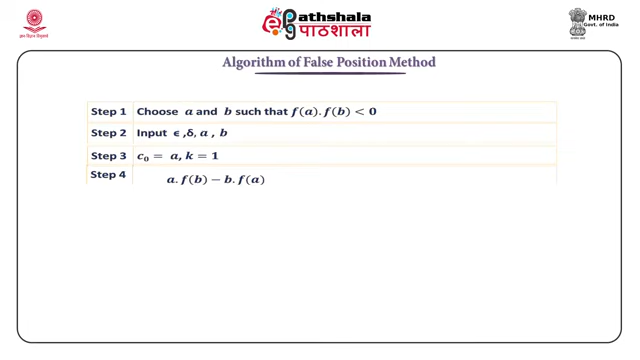 ePathshala
पाठशाला
MHRD
Govt. of India
Algorithm of False Position Method
Step 1 Choose a and b such that f(a). f(b) < 0
Step 2 Input ϵ ,δ, a , b
Step 3 c₀ = a, k = 1
Step 4 a. f(b) − b. f(a)